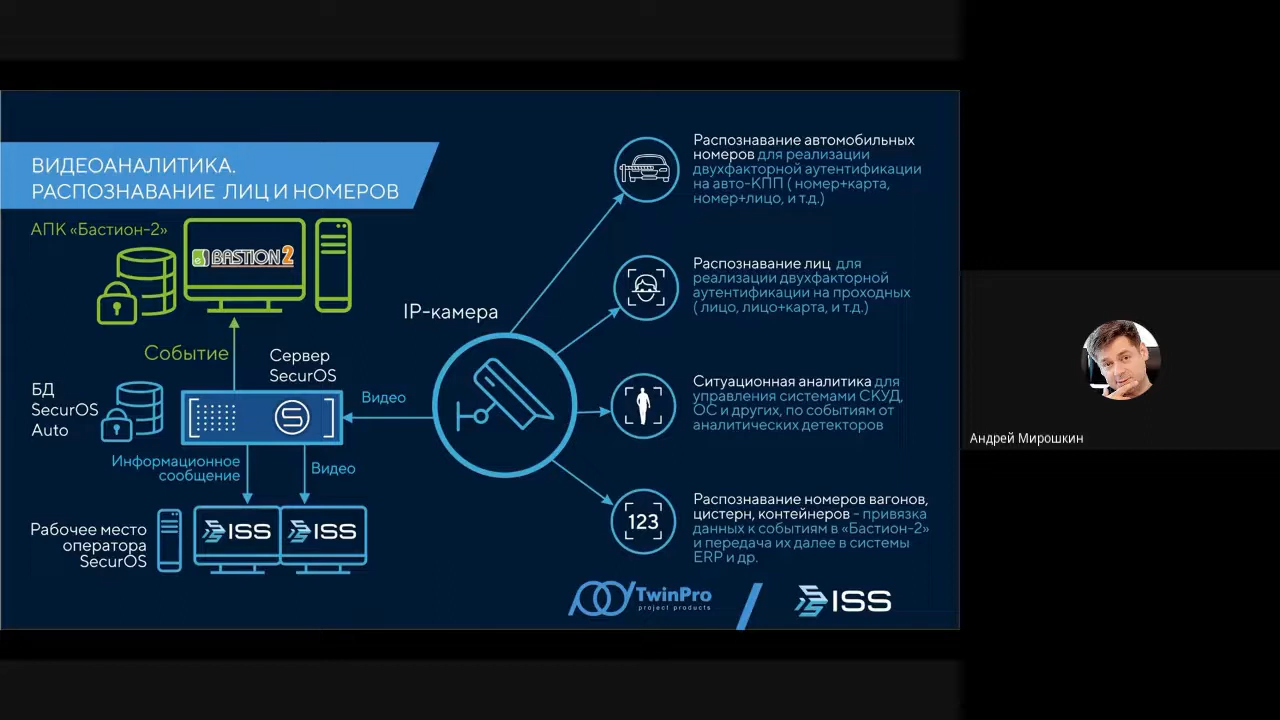 ВИДЕОАНАЛИТИКА.
РАСПОЗНАВАНИЕ ЛИЦ И НОМЕРОВ
АПК «Бастион-2»
BASTION2
Событие
Сервер
SecurOS
БД
SecurOS
Auto
Информационное
сообщение
Видео
Рабочее место
оператора
SecurOS
ISS
ISS
Видео
IP-камера
Распознавание автомобильных
номеров для реализации
двухфакторной аутентификации
на авто-КПП ( номер+карта,
номер+лицо, и т.д.)
Распознавание лиц для
реализации двухфакторной
аутентификации на проходных
( лицо, лицо+карта, и т.д.)
Ситуационная аналитика для
управления системами СКУД,
ОС и других, по событиям от
аналитических детекторов
123
Распознавание номеров вагонов,
цистерн, контейнеров - привязка
данных к событиям в «Бастион-2»
и передача их далее в системы
ERP и др.
TwinPro
project products
ISS
Андрей Мирошкин